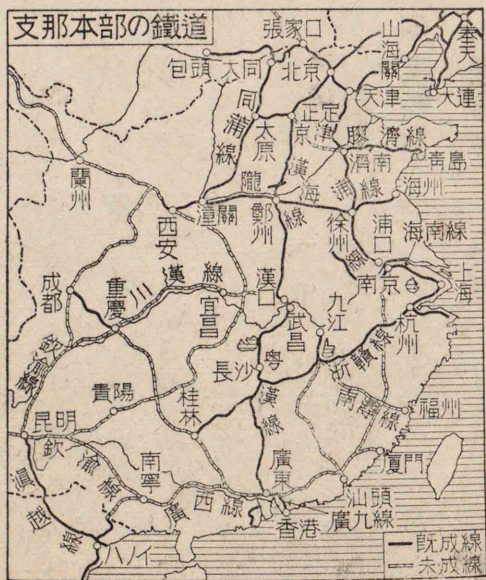 支那本部の鐵道
張家口
包頭
大同
北京
山海關
奉天
天津
大連
同蒲線
太原
正定
京漢線
津浦線
膠濟線
濟南
青島
蘭州
隴海線
西安
潼關
鄭州
徐州
海州
浦口
海南線
南京
上海
成都
重慶
川漢線
宜昌
漢口
武昌
九江
杭州
長沙
粤漢線
浙贛線
貴陽
桂林
福州
昆明
南寧
廣西線
廣東
香港
廣九線
汕頭
厦門
滇越線
ハノイ
既成線
未成線